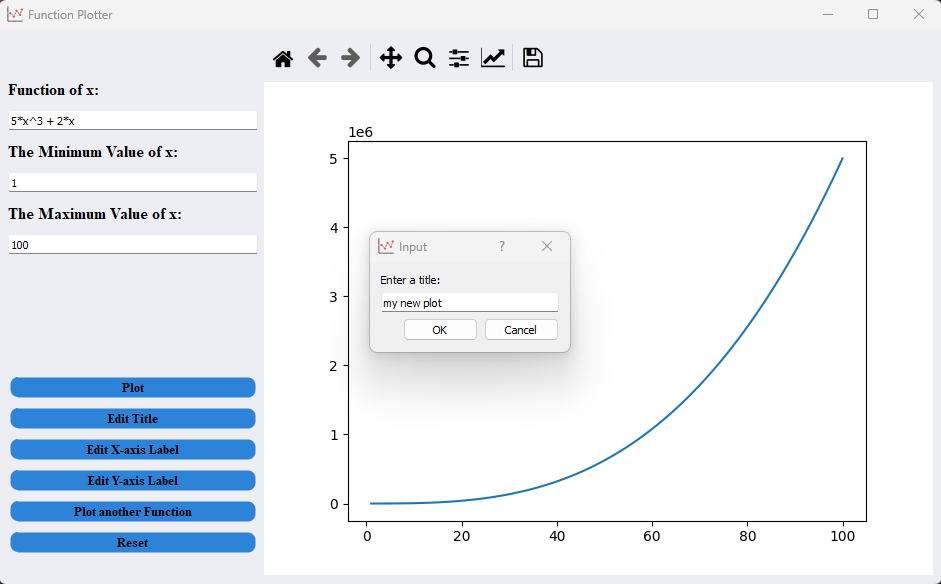 Function Plotter
Function of x:
5*x^3 + 2*x
The Minimum Value of x:
1
The Maximum Value of x:
100
Plot
Edit Title
Edit X-axis Label
Edit Y-axis Label
Plot another Function
Reset
1e6
5
4
3
2
1
0
0 20 40 60 80 100
Input ?
Enter a title:
my new plot
OK Cancel